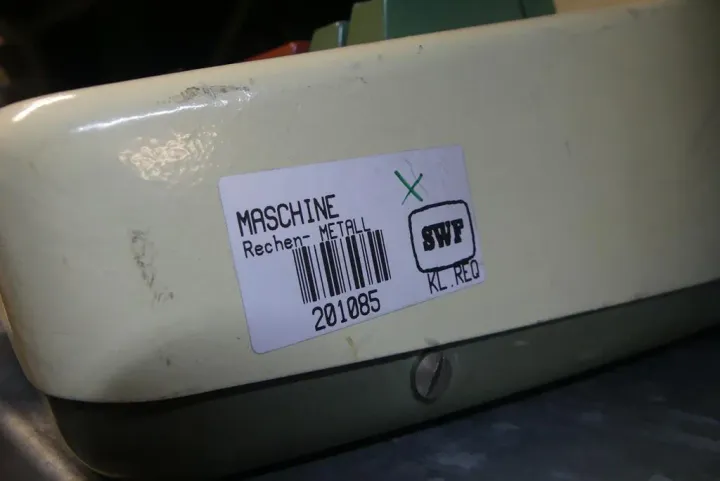 MASCHINE
Rechen- METALL
201085
SWF
KL.REQ